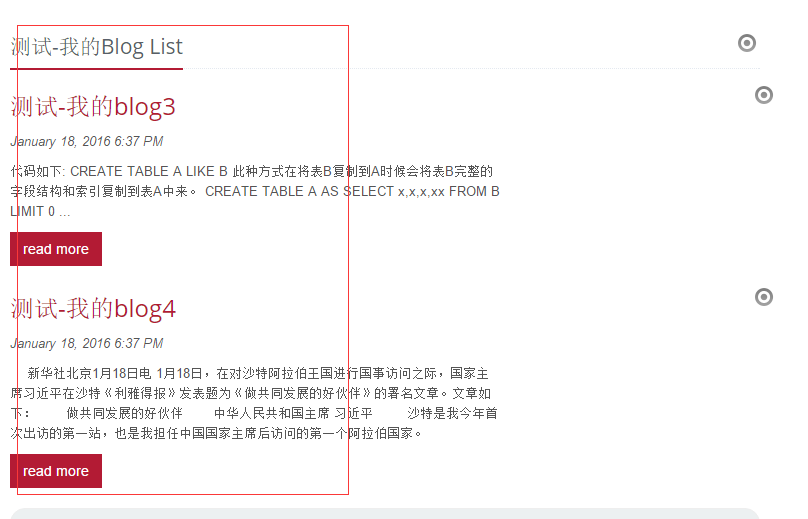 测试-我的Blog List
测试-我的blog3
January 18, 2016 6:37 PM
代码如下: CREATE TABLE A LIKE B 此种方式在将表B复制到A时候会将表B完整的
字段结构和索引复制到表A中来。 CREATE TABLE A AS SELECT x,x,x,xx FROM B
LIMIT 0 ...
read more
测试-我的blog4
January 18, 2016 6:37 PM
新华社北京1月18日电 1月18日，在对沙特阿拉伯王国进行国事访问之际，国家主
席习近平在沙特《利雅得报》发表题为《做共同发展的好伙伴》的署名文章。文章如
下： 做共同发展的好伙伴 中华人民共和国主席 习近平 沙特是我今年首
次出访的第一站，也是我担任中国国家主席后访问的第一个阿拉伯国家。
read more